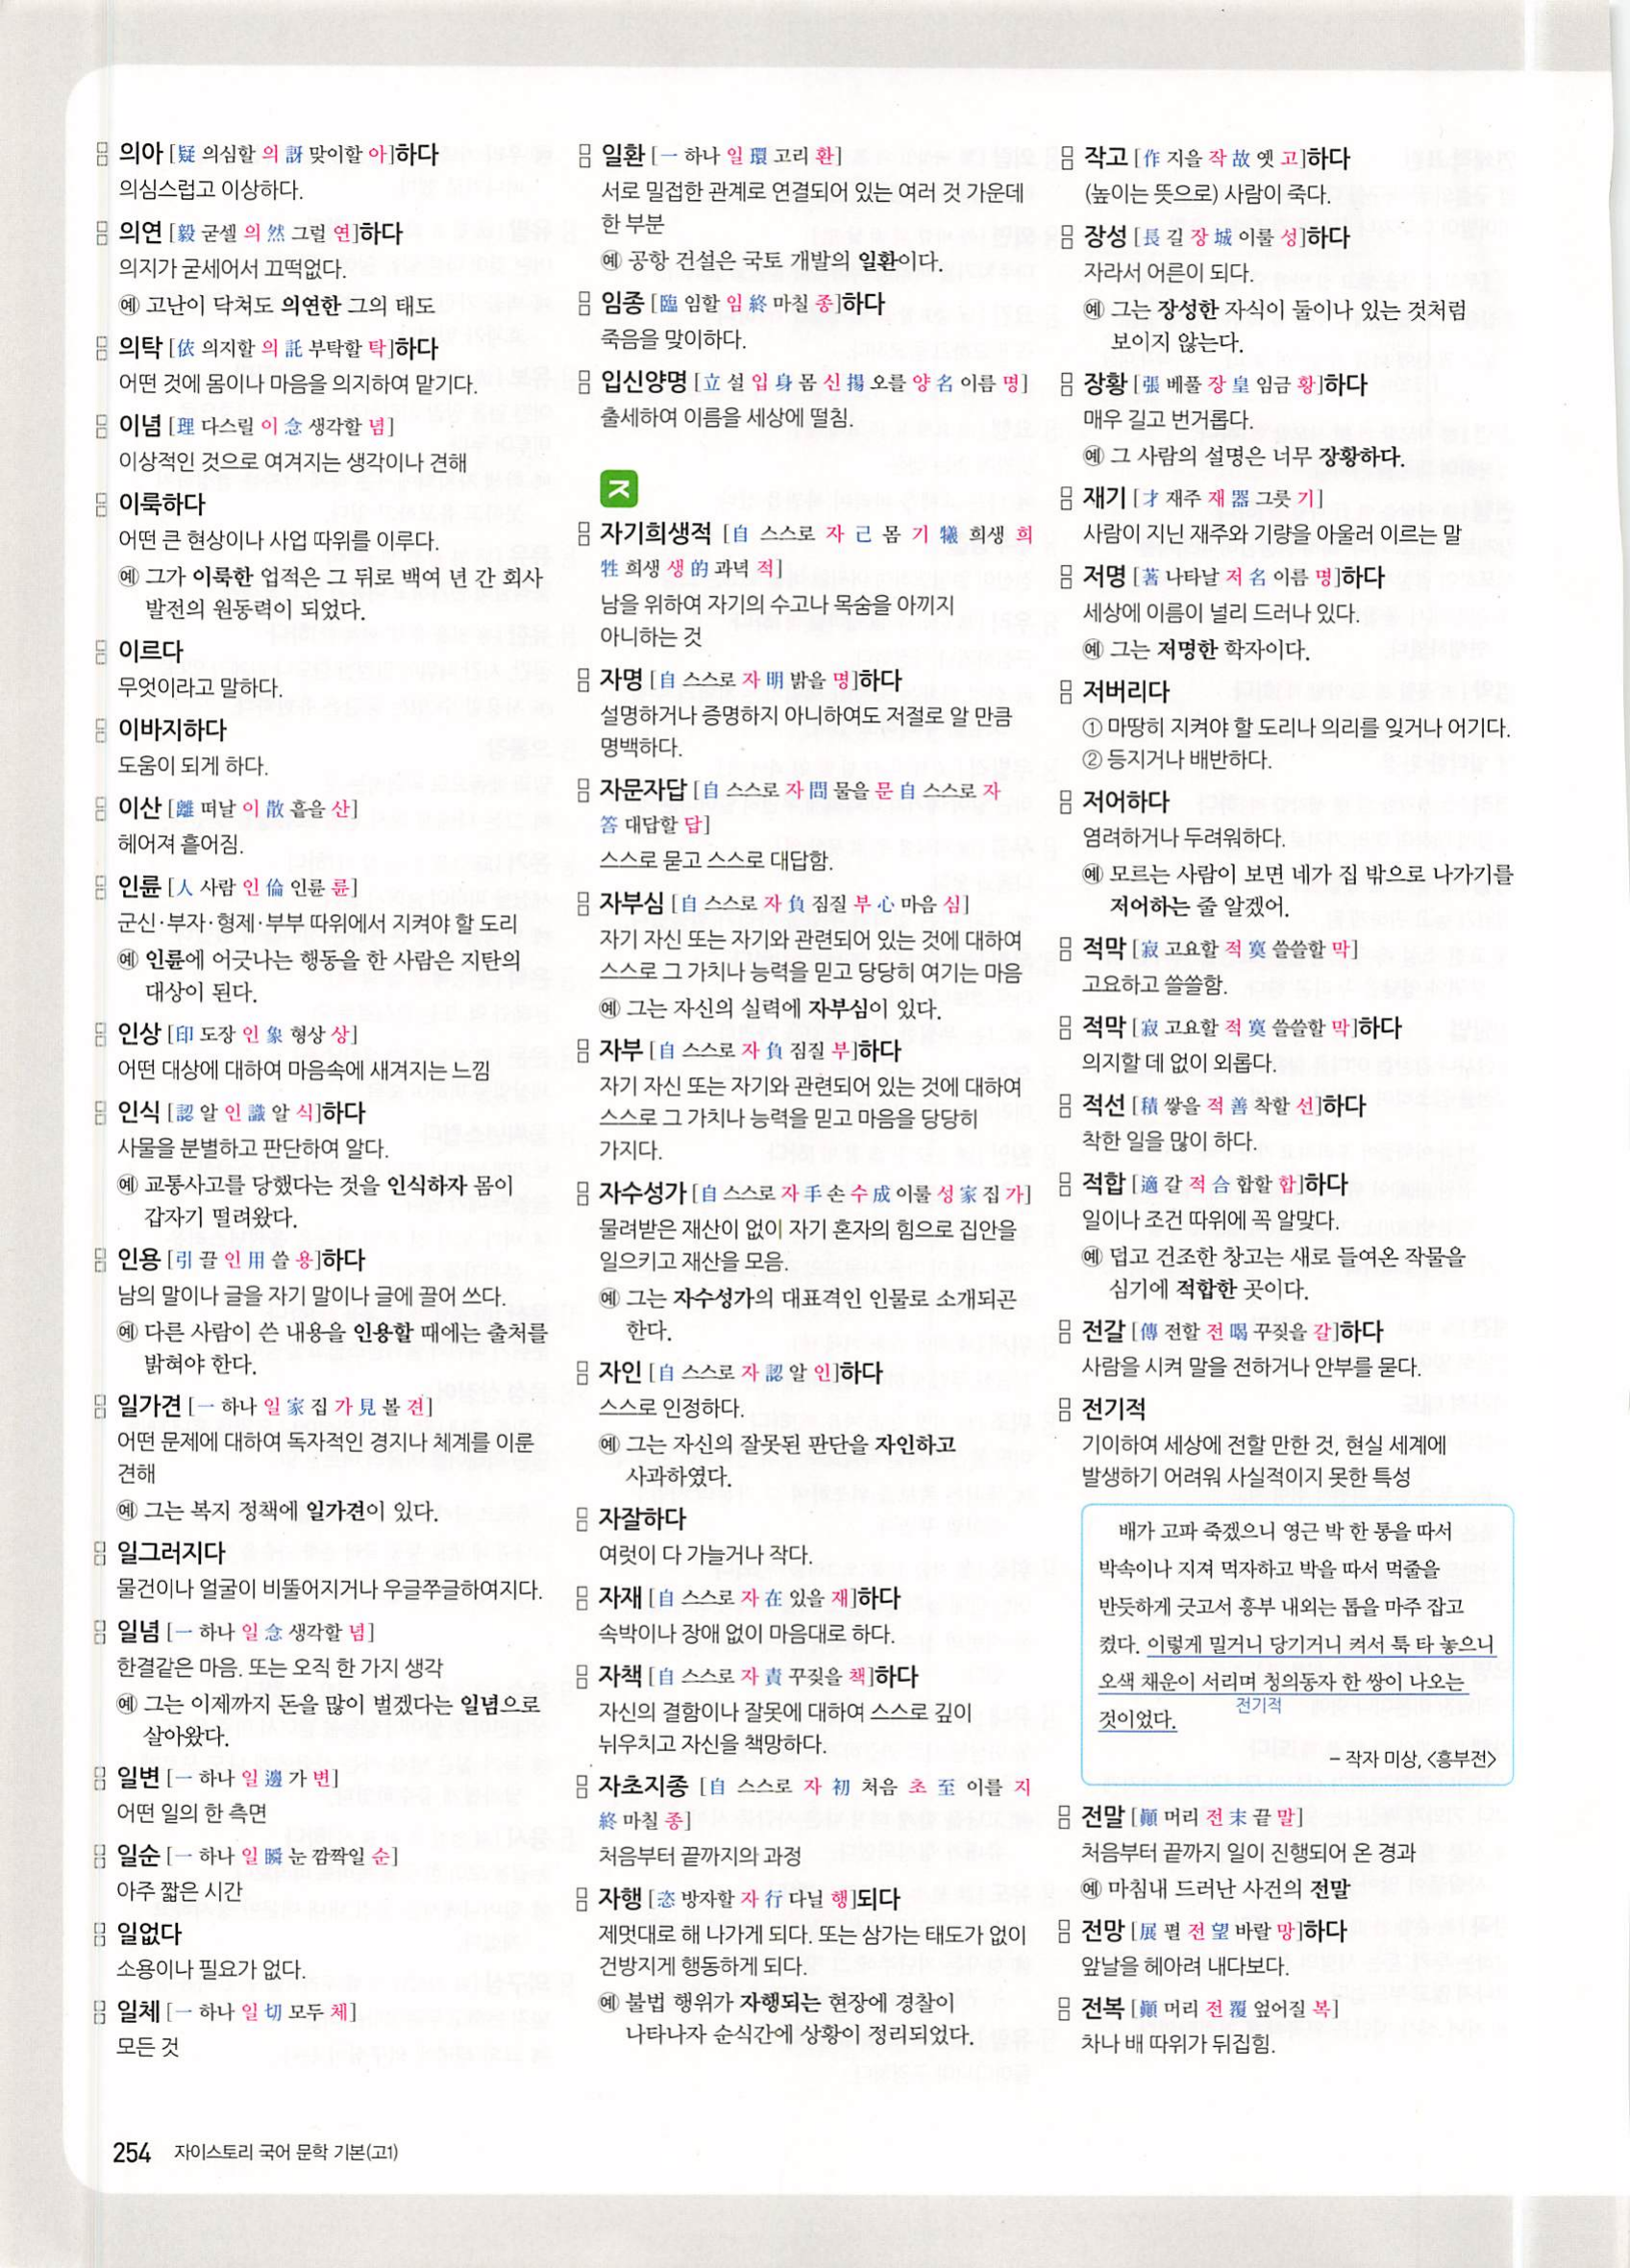 의아 [疑 의심할 의 訝 맞이할 아]하다
의심스럽고 이상하다.
의연 [毅 굳셀 의 然 그럴 연]하다
의지가 굳세어서 끄떡없다.
예 고난이 닥쳐도 의연한 그의 태도
의탁 [依 의지할 의 託 부탁할 탁]하다
어떤 것에 몸이나 마음을 의지하여 맡기다.
이념 [理 다스릴 이 念 생각할 념]
이상적인 것으로 여겨지는 생각이나 견해
이룩하다
어떤 큰 현상이나 사업 따위를 이루다.
예 그가 이룩한 업적은 그 뒤로 백여 년 간 회사
발전의 원동력이 되었다.
이르다
무엇이라고 말하다.
이바지하다
도움이 되게 하다.
이산 [離 떠날 이 散 흩을 산]
헤어져 흩어짐.
인륜 [人 사람 인 倫 인륜 륜]
군신·부자·형제·부부 따위에서 지켜야 할 도리
예 인륜에 어긋나는 행동을 한 사람은 지탄의
대상이 된다.
인상 [印 도장 인 象 형상 상]
어떤 대상에 대하여 마음속에 새겨지는 느낌
인식 [認 알 인 識 알 식]하다
사물을 분별하고 판단하여 알다.
예 교통사고를 당했다는 것을 인식하자 몸이
갑자기 떨려왔다.
인용 [引 끌 인 用 쓸 용]하다
남의 말이나 글을 자기 말이나 글에 끌어 쓰다.
예 다른 사람이 쓴 내용을 인용할 때에는 출처를
밝혀야 한다.
일가견 [一 하나 일 家 집 가 見 볼 견]
어떤 문제에 대하여 독자적인 경지나 체계를 이룬
견해
예 그는 복지 정책에 일가견이 있다.
일그러지다
물건이나 얼굴이 비뚤어지거나 우글쭈글하여지다.
일념 [一 하나 일 念 생각할 념]
한결같은 마음. 또는 오직 한 가지 생각
예 그는 이제까지 돈을 많이 벌겠다는 일념으로
살아왔다.
일변 [一 하나 일 邊 가 변]
어떤 일의 한 측면
일순 [一 하나 일 瞬 눈 깜짝일 순]
아주 짧은 시간
일없다
소용이나 필요가 없다.
일체 [一 하나 일 切 모두 체]
모든 것
일환 [一 하나 일 環 고리 환]
서로 밀접한 관계로 연결되어 있는 여러 것 가운데
한 부분
예 공항 건설은 국토 개발의 일환이다.
임종 [臨 임할 임 終 마칠 종]하다
죽음을 맞이하다.
입신양명 [立 설 입 身 몸 신 揚 오를 양 名 이름 명]
출세하여 이름을 세상에 떨침.
ㅈ
자기희생적 [自 스스로 자 己 몸 기 犧 희생 희
牲 희생 생 的 과녁 적]
남을 위하여 자기의 수고나 목숨을 아끼지
아니하는 것
자명 [自 스스로 자 明 밝을 명]하다
설명하거나 증명하지 아니하여도 저절로 알 만큼
명백하다.
자문자답 [自 스스로 자 問 물을 문 自 스스로 자
答 대답할 답]
스스로 묻고 스스로 대답함.
자부심 [自 스스로 자 負 짐질 부 心 마음 심]
자기 자신 또는 자기와 관련되어 있는 것에 대하여
스스로 그 가치나 능력을 믿고 당당히 여기는 마음
예 그는 자신의 실력에 자부심이 있다.
자부 [自 스스로 자 負 짐질 부]하다
자기 자신 또는 자기와 관련되어 있는 것에 대하여
스스로 그 가치나 능력을 믿고 마음을 당당히
가지다.
자수성가 [自 스스로 자 手 손 수 成 이룰 성 家 집 가]
물려받은 재산이 없이 자기 혼자의 힘으로 집안을
일으키고 재산을 모음.
예 그는 자수성가의 대표격인 인물로 소개되곤
한다.
자인 [自 스스로 자 認 알 인]하다
스스로 인정하다.
예 그는 자신의 잘못된 판단을 자인하고
사과하였다.
자잘하다
여럿이 다 가늘거나 작다.
자재 [自 스스로 자 在 있을 재]하다
속박이나 장애 없이 마음대로 하다.
자책 [自 스스로 자 責 꾸짖을 책]하다
자신의 결함이나 잘못에 대하여 스스로 깊이
뉘우치고 자신을 책망하다.
자초지종 [自 스스로 자 初 처음 초 至 이를 지
終 마칠 종]
처음부터 끝까지의 과정
자행 [恣 방자할 자 行 다닐 행]되다
제멋대로 해 나가게 되다. 또는 삼가는 태도가 없이
건방지게 행동하게 되다.
예 불법 행위가 자행되는 현장에 경찰이
나타나자 순식간에 상황이 정리되었다.
작고 [作 지을 작 故 옛 고]하다
(높이는 뜻으로) 사람이 죽다.
장성 [長 길 장 城 이룰 성]하다
자라서 어른이 되다.
예 그는 장성한 자식이 둘이나 있는 것처럼
보이지 않는다.
장황 [張 베풀 장 皇 임금 황]하다
매우 길고 번거롭다.
예 그 사람의 설명은 너무 장황하다.
재기 [才 재주 재 器 그릇 기]
사람이 지닌 재주와 기량을 아울러 이르는 말
저명 [著 나타날 저 名 이름 명]하다
세상에 이름이 널리 드러나 있다.
예 그는 저명한 학자이다.
저버리다
① 마땅히 지켜야 할 도리나 의리를 잊거나 어기다.
② 등지거나 배반하다.
저어하다
염려하거나 두려워하다.
예 모르는 사람이 보면 네가 집 밖으로 나가기를
저어하는 줄 알겠어.
적막 [寂 고요할 적 寞 쓸쓸할 막]
고요하고 쓸쓸함.
적막 [寂 고요할 적 寞 쓸쓸할 막]하다
의지할 데 없이 외롭다.
적선 [積 쌓을 적 善 착할 선]하다
착한 일을 많이 하다.
적합 [適 갈 적 合 합할 합]하다
일이나 조건 따위에 꼭 알맞다.
예 덥고 건조한 창고는 새로 들여온 작물을
심기에 적합한 곳이다.
전갈 [傳 전할 전 喝 꾸짖을 갈]하다
사람을 시켜 말을 전하거나 안부를 묻다.
전기적
기이하여 세상에 전할 만한 것, 현실 세계에
발생하기 어려워 사실적이지 못한 특성
배가 고파 죽겠으니 영근 박 한 통을 따서
박속이나 지져 먹자하고 박을 따서 먹줄을
반듯하게 긋고서 흥부 내외는 톱을 마주 잡고
켰다. 이렇게 밀거니 당기거니 켜서 툭 타 놓으니
오색 채운이 서리며 청의동자 한 쌍이 나오는
전기적
것이었다.
– 작자 미상, <흥부전>
전말 [顚 머리 전 末 끝 말]
처음부터 끝까지 일이 진행되어 온 경과
예 마침내 드러난 사건의 전말
전망 [展 펼 전 望 바랄 망]하다
앞날을 헤아려 내다보다.
전복 [顚 머리 전 覆 엎어질 복]
차나 배 따위가 뒤집힘.
254 자이스토리 국어 문학 기본(고1)